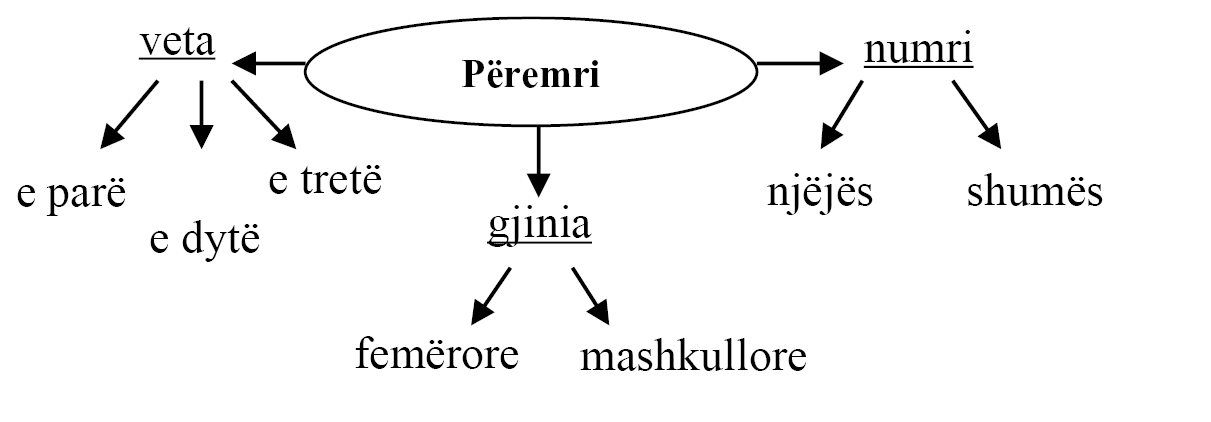 veta
Përemri
numri
e parë
e dytë
e tretë
njëjës
shumës
gjinia
femërore
mashkullore